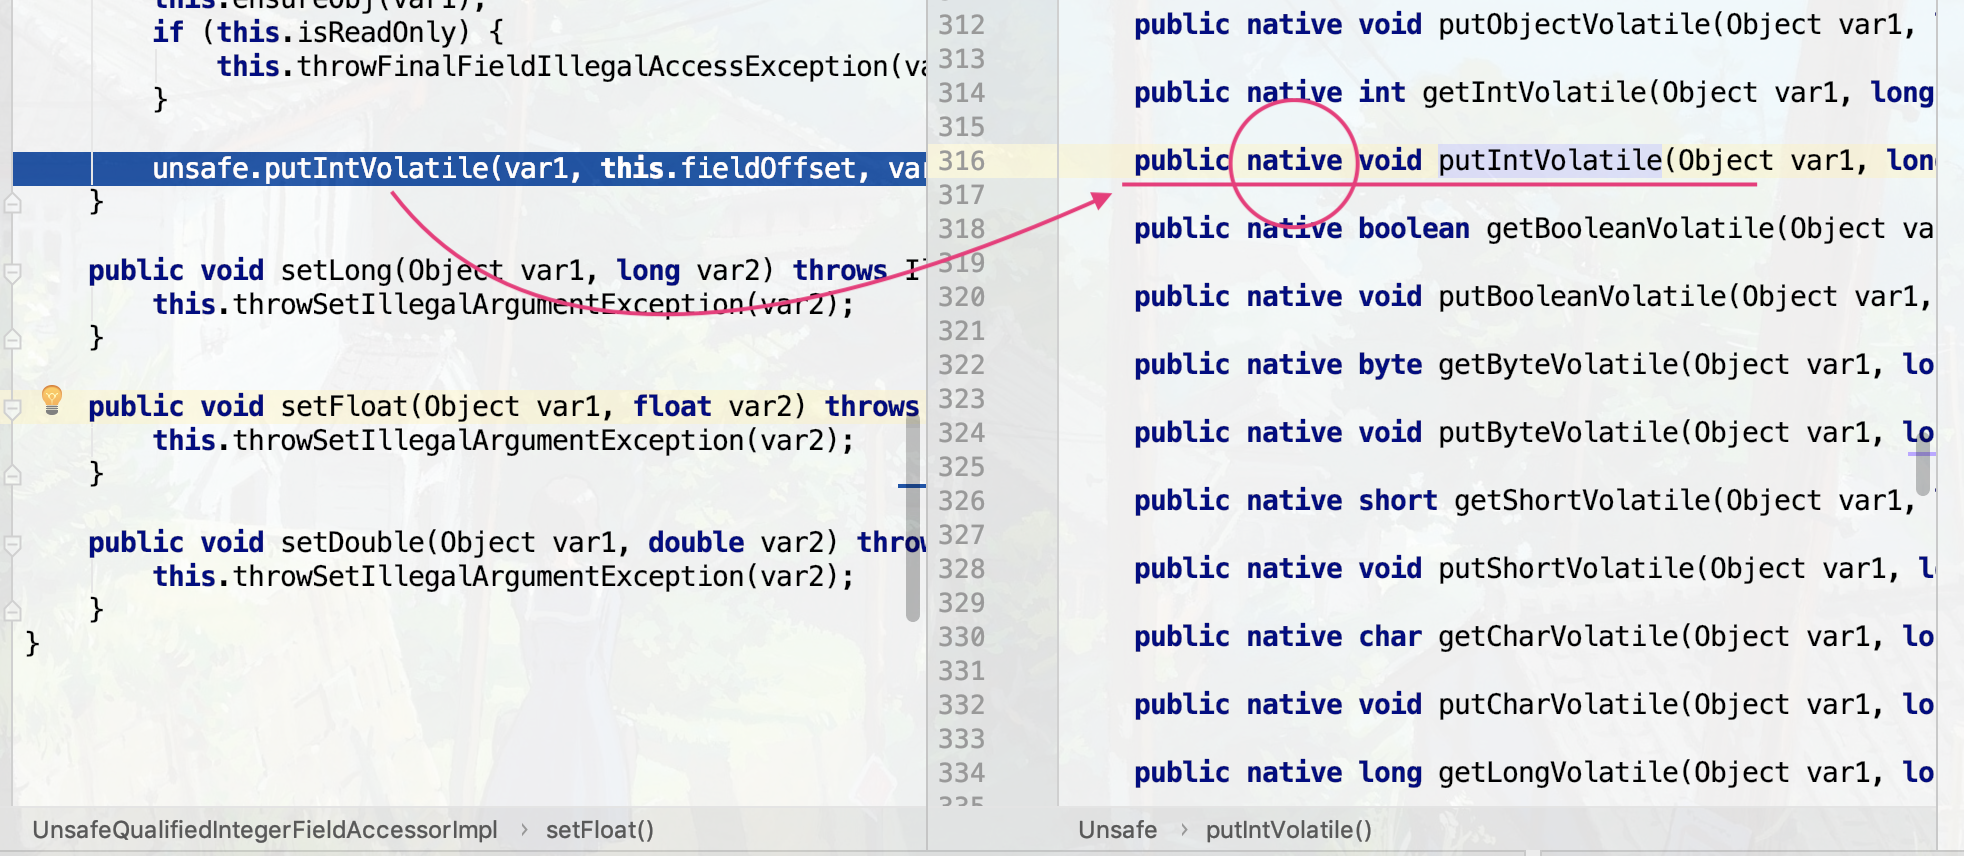 this.ensureObj(var1);
if (this.isReadOnly) {
this.throwFinalFieldIllegalAccessException(va
}
unsafe.putIntVolatile(var1, this.fieldOffset, va
}
public void setLong(Object var1, long var2) throws I
this.throwSetIllegalArgumentException(var2);
}
public void setFloat(Object var1, float var2) throws
this.throwSetIllegalArgumentException(var2);
}
public void setDouble(Object var1, double var2) throw
this.throwSetIllegalArgumentException(var2);
}
}
UnsafeQualifiedIntegerFieldAccessorImpl › setFloat()
312 public native void putObjectVolatile(Object var1,
313
314 public native int getIntVolatile(Object var1, long
315
316 public native void putIntVolatile(Object var1, lon
317
318 public native boolean getBooleanVolatile(Object va
319
320 public native void putBooleanVolatile(Object var1,
321
322 public native byte getByteVolatile(Object var1, lo
323
324 public native void putByteVolatile(Object var1, lo
325
326 public native short getShortVolatile(Object var1,
327
328 public native void putShortVolatile(Object var1, l
329
330 public native char getCharVolatile(Object var1, lo
331
332 public native void putCharVolatile(Object var1, lo
333
334 public native long getLongVolatile(Object var1, lo
335
Unsafe › putIntVolatile()